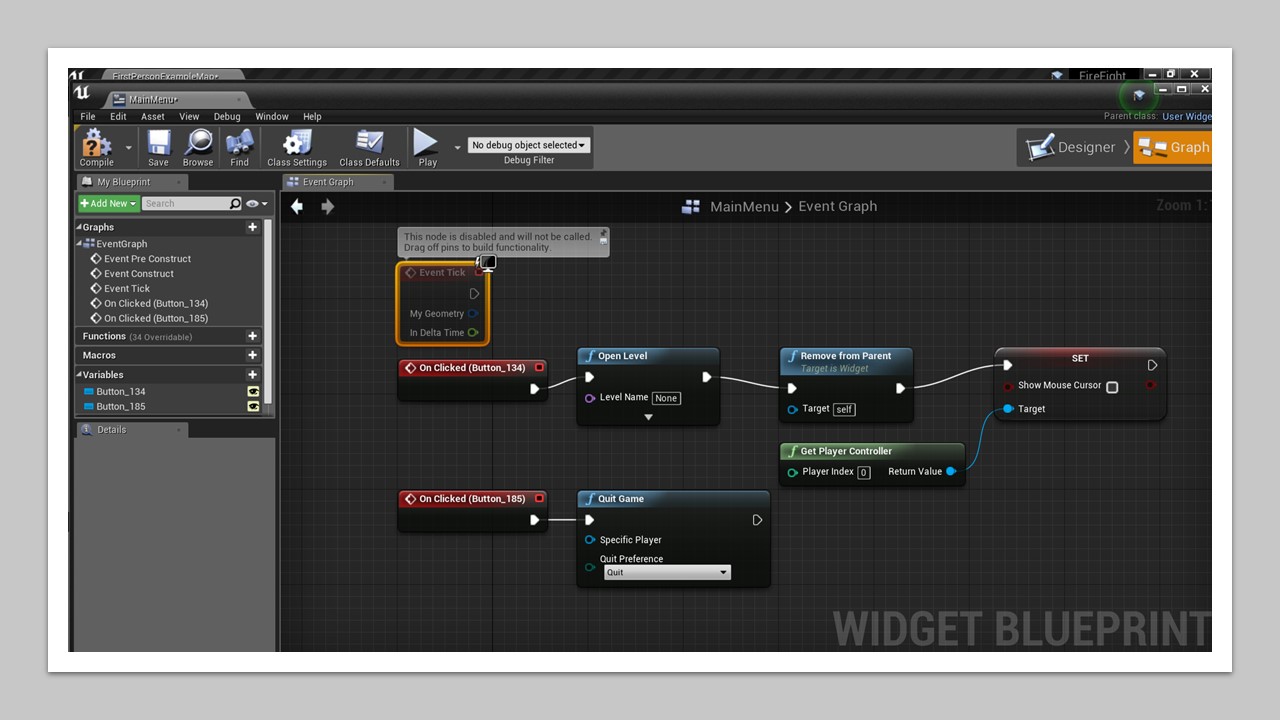 FirstPersonExampleMap*
FireFight
MainMenu*
File Edit Asset View Debug Window Help
Parent class: User Widge
Compile Save Browse Find Class Settings Class Defaults Play
No debug object selected
Debug Filter
Designer Graph
My Blueprint
Event Graph
Add New Search
MainMenu > Event Graph
Zoom 1:
Graphs
EventGraph
Event Pre Construct
Event Construct
Event Tick
On Clicked (Button_134)
On Clicked (Button_185)
Functions (34 Overridable)
Macros
Variables
Button_134
Button_185
Details
This node is disabled and will not be called.
Drag off pins to build functionality.
Event Tick
My Geometry
In Delta Time
On Clicked (Button_134)
Open Level
Level Name None
Remove from Parent
Target is Widget
Target self
SET
Show Mouse Cursor
Target
Get Player Controller
Player Index 0 Return Value
On Clicked (Button_185)
Quit Game
Specific Player
Quit Preference
Quit
WIDGET BLUEPRINT